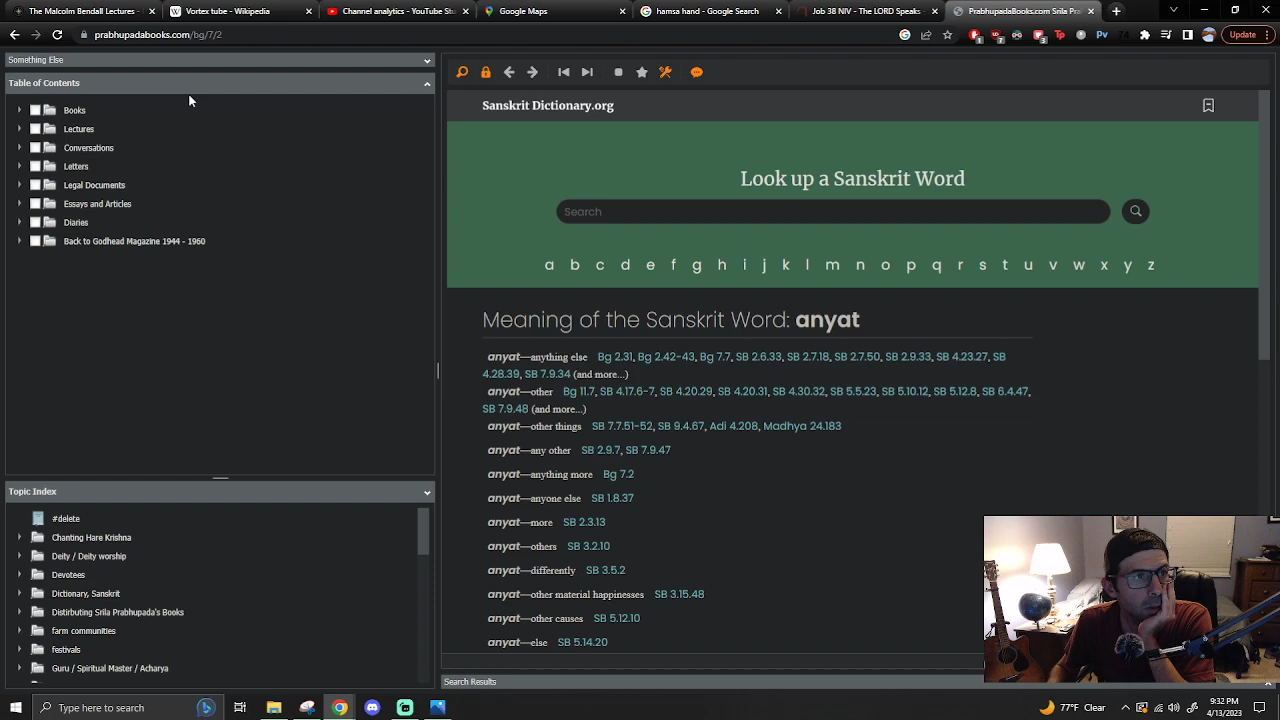 The Malcolm Bendall Lectures -
Vortex tube - Wikipedia
Channel analytics - YouTube St
Google Maps
hamsa hand - Google Search
Job 38 NIV - The LORD Speaks
PrabhupadaBooks.com Srila Pr
prabhupadabooks.com/bg/7/2
Update
Something Else
Table of Contents
Books
Lectures
Conversations
Letters
Legal Documents
Essays and Articles
Diaries
Back to Godhead Magazine 1944 - 1960
Topic Index
#delete
Chanting Hare Krishna
Deity / Deity worship
Devotees
Dictionary, Sanskrit
Distributing Srila Prabhupada's Books
farm communities
festivals
Guru / Spiritual Master / Acharya
Sanskrit Dictionary.org
Look up a Sanskrit Word
Search
a b c d e f g h i j k l m n o p q r s t u v w x y z
Meaning of the Sanskrit Word: anyat
anyat—anything else Bg 2.31, Bg 2.42-43, Bg 7.7, SB 2.6.33, SB 2.7.18, SB 2.7.50, SB 2.9.33, SB 4.23.27, SB
4.28.39, SB 7.9.34 (and more...)
anyat—other Bg 11.7, SB 4.17.6-7, SB 4.20.29, SB 4.20.31, SB 4.30.32, SB 5.5.23, SB 5.10.12, SB 5.12.8, SB 6.4.47,
SB 7.9.48 (and more...)
anyat—other things SB 7.7.51-52, SB 9.4.67, Adi 4.208, Madhya 24.183
anyat—any other SB 2.9.7, SB 7.9.47
anyat—anything more Bg 7.2
anyat—anyone else SB 1.8.37
anyat—more SB 2.3.13
anyat—others SB 3.2.10
anyat—differently SB 3.5.2
anyat—other material happinesses SB 3.15.48
anyat—other causes SB 5.12.10
anyat—else SB 5.14.20
Search Results
Type here to search
77°F Clear
9:32 PM
4/13/2023